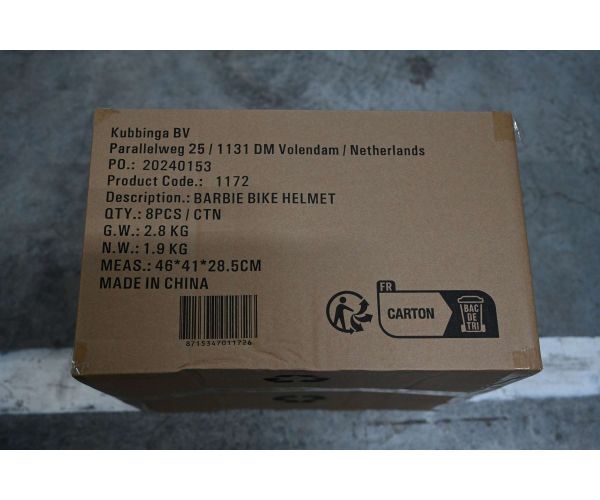 Kubbinga BV
Parallelweg 25 / 1131 DM Volendam / Netherlands
PO.: 20240153
Product Code.: 1172
Description.: BARBIE BIKE HELMET
QTY.: 8PCS / CTN
G.W.: 2.8 KG
N.W.: 1.9 KG
MEAS.: 46*41*28.5CM
MADE IN CHINA
8715347011726
FR
CARTON
BAC
DE
TRI